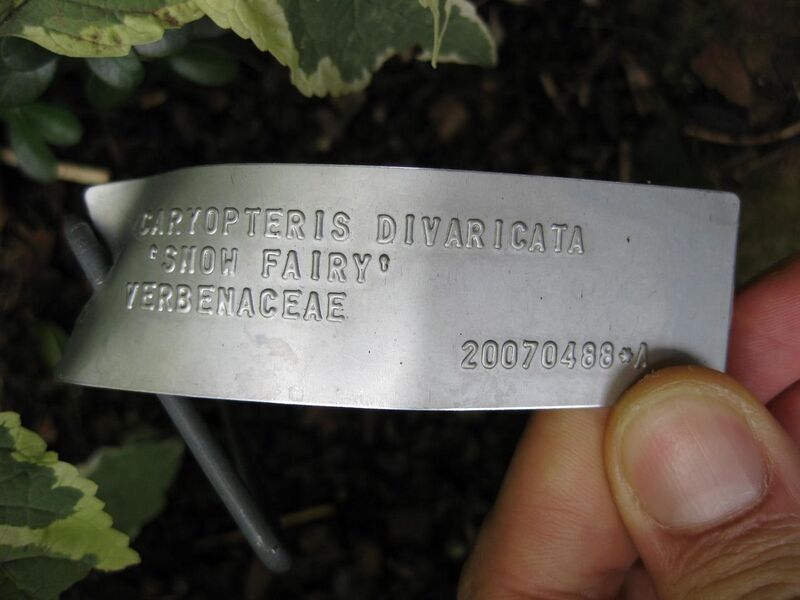 CARYOPTERIS DIVARICATA
'SNOW FAIRY'
VERBENACEAE
20070488*A